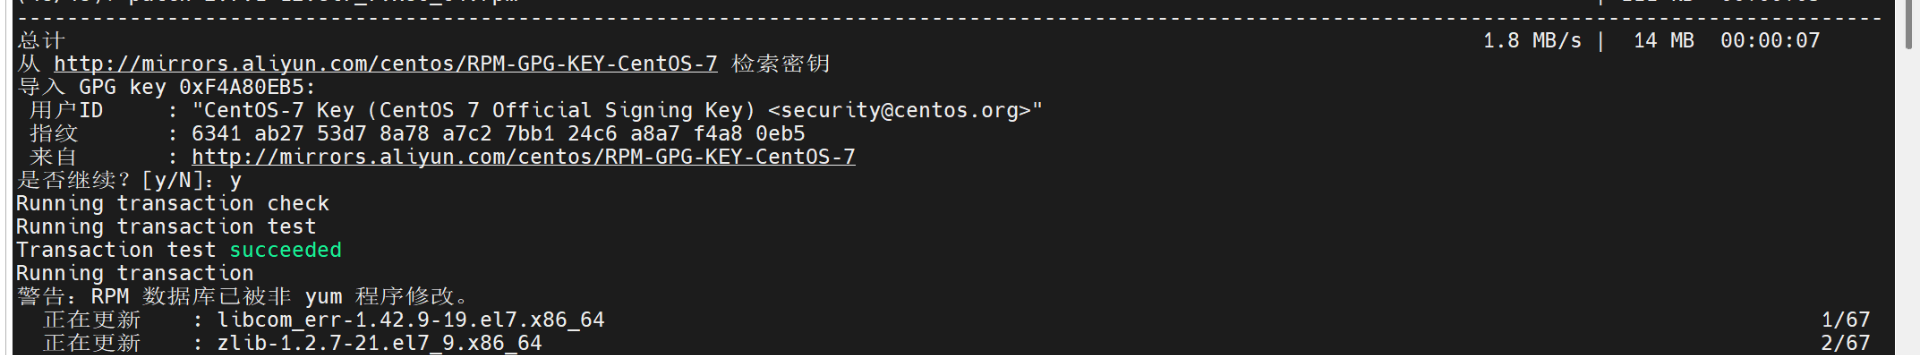 总计 1.8 MB/s | 14 MB 00:00:07
从 http://mirrors.aliyun.com/centos/RPM-GPG-KEY-CentOS-7 检索密钥
导入 GPG key 0xF4A80EB5:
用户ID : "CentOS-7 Key (CentOS 7 Official Signing Key) <security@centos.org>"
指纹 : 6341 ab27 53d7 8a78 a7c2 7bb1 24c6 a8a7 f4a8 0eb5
来自 : http://mirrors.aliyun.com/centos/RPM-GPG-KEY-CentOS-7
是否继续？[y/N]：y
Running transaction check
Running transaction test
Transaction test succeeded
Running transaction
警告：RPM 数据库已被非 yum 程序修改。
正在更新 : libcom_err-1.42.9-19.el7.x86_64 1/67
正在更新 : zlib-1.2.7-21.el7_9.x86_64 2/67